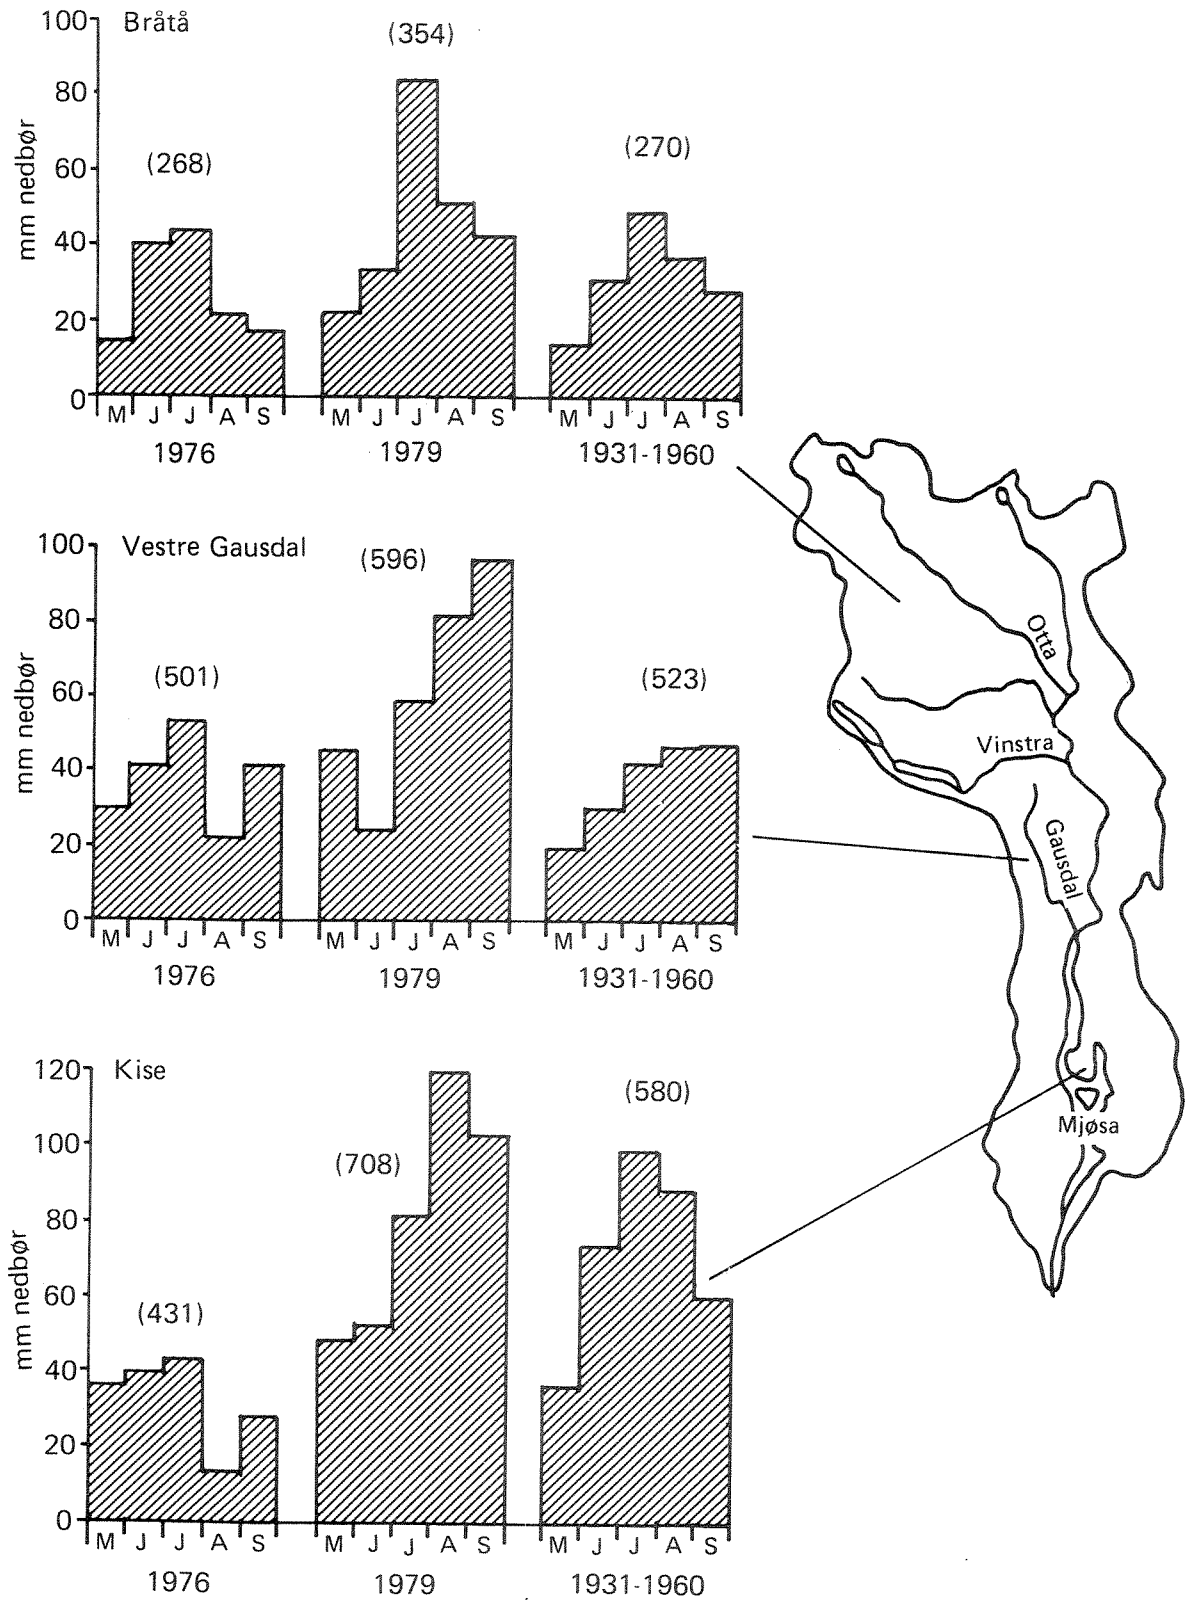 Bråtå
mm nedbør
100
80
60
40
20
0
(268)
(354)
(270)
M J J A S
M J J A S
M J J A S
1976
1979
1931-1960
Vestre Gausdal
mm nedbør
100
80
60
40
20
0
(501)
(596)
(523)
M J J A S
M J J A S
M J J A S
1976
1979
1931-1960
Kise
mm nedbør
120
100
80
60
40
20
0
(431)
(708)
(580)
M J J A S
M J J A S
M J J A S
1976
1979
1931-1960
Otta
Vinstra
Gausdal
Mjøsa